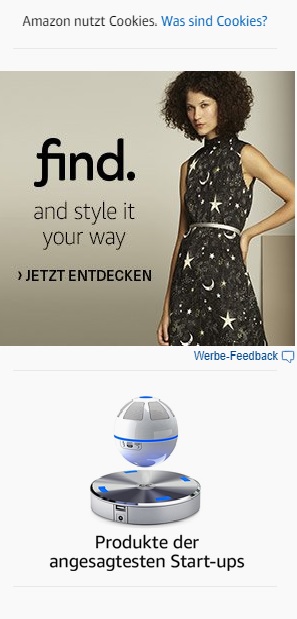 Amazon nutzt Cookies. Was sind Cookies?
find.
and style it
your way
› JETZT ENTDECKEN
Werbe-Feedback
Produkte der
angesagtesten Start-ups